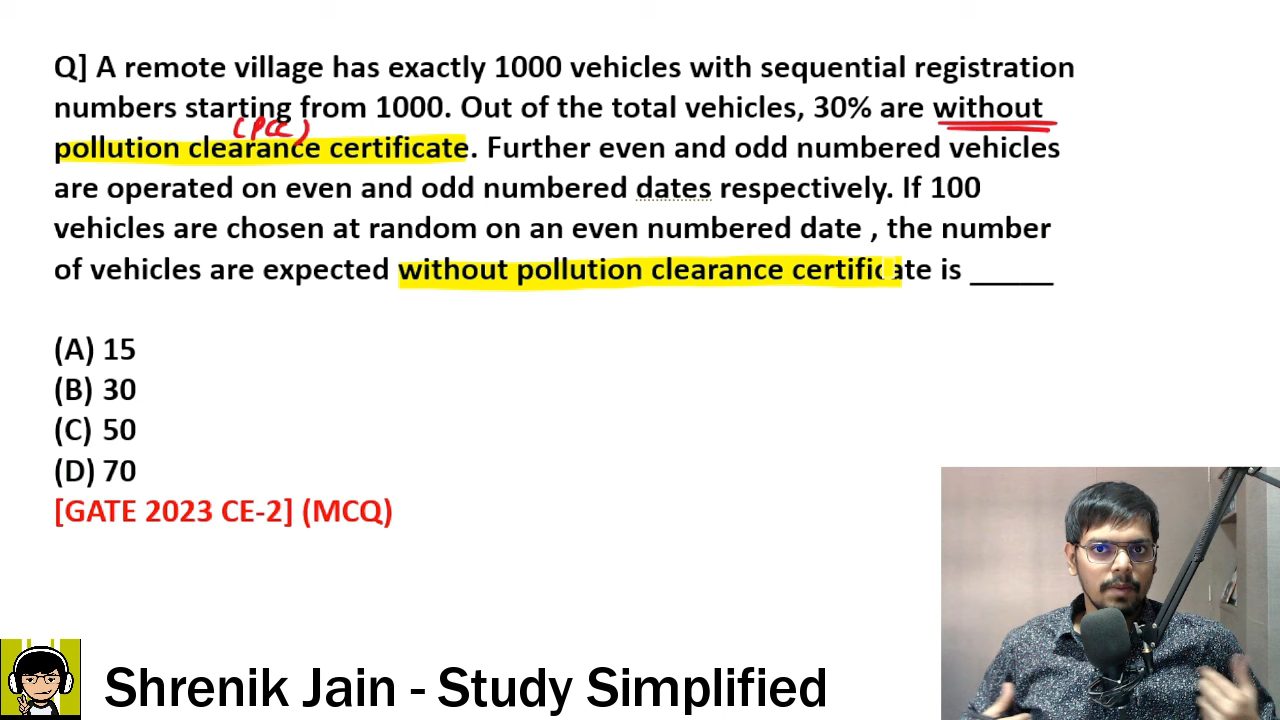 Q] A remote village has exactly 1000 vehicles with sequential registration
numbers starting from 1000. Out of the total vehicles, 30% are without
(PCC)
pollution clearance certificate. Further even and odd numbered vehicles
are operated on even and odd numbered dates respectively. If 100
vehicles are chosen at random on an even numbered date , the number
of vehicles are expected without pollution clearance certificate is _____
(A) 15
(B) 30
(C) 50
(D) 70
[GATE 2023 CE-2] (MCQ)
Shrenik Jain - Study Simplified